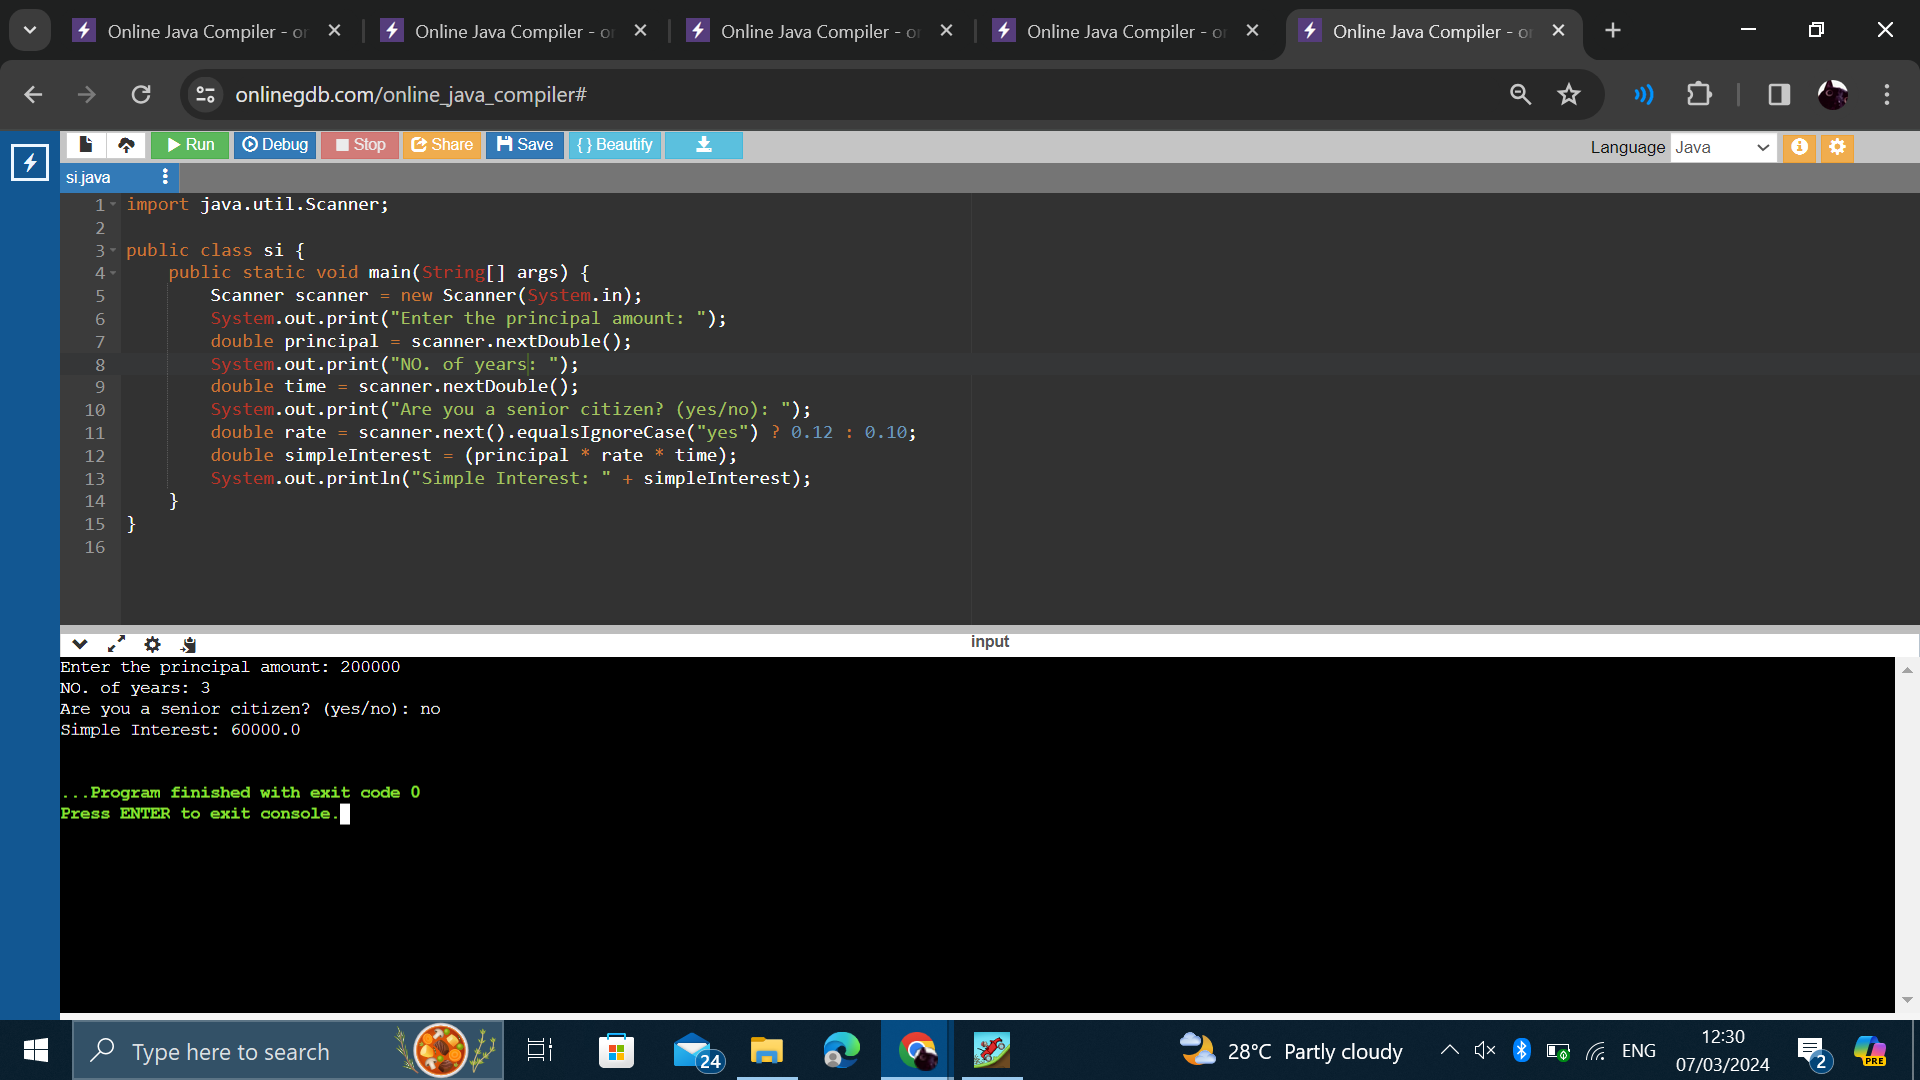 Online Java Compiler - o
Online Java Compiler - o
Online Java Compiler - o
Online Java Compiler - o
Online Java Compiler - o
onlinegdb.com/online_java_compiler#
Run Debug Stop Share Save { } Beautify
Language Java
si.java
1 import java.util.Scanner;
2
3 public class si {
4 public static void main(String[] args) {
5 Scanner scanner = new Scanner(System.in);
6 System.out.print("Enter the principal amount: ");
7 double principal = scanner.nextDouble();
8 System.out.print("NO. of years: ");
9 double time = scanner.nextDouble();
10 System.out.print("Are you a senior citizen? (yes/no): ");
11 double rate = scanner.next().equalsIgnoreCase("yes") ? 0.12 : 0.10;
12 double simpleInterest = (principal * rate * time);
13 System.out.println("Simple Interest: " + simpleInterest);
14 }
15 }
16
input
Enter the principal amount: 200000
NO. of years: 3
Are you a senior citizen? (yes/no): no
Simple Interest: 60000.0
...Program finished with exit code 0
Press ENTER to exit console.
Type here to search
24
28°C Partly cloudy
ENG
12:30
07/03/2024
2
PRE